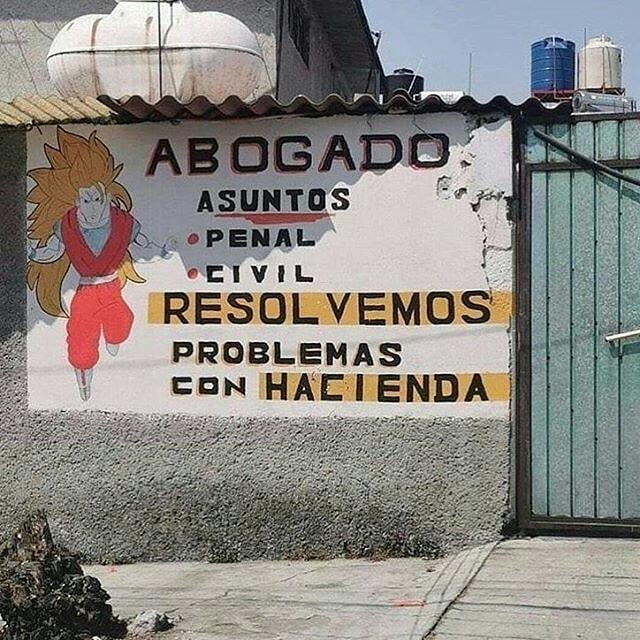 ABOGADO
ASUNTOS
• PENAL
• CIVIL
RESOLVEMOS
PROBLEMAS
CON HACIENDA